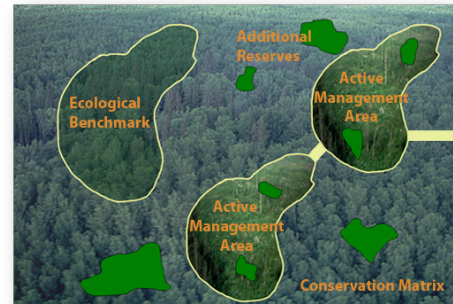 Additional
Reserves
Ecological
Benchmark
Active
Management
Area
Active
Management
Area
Conservation Matrix